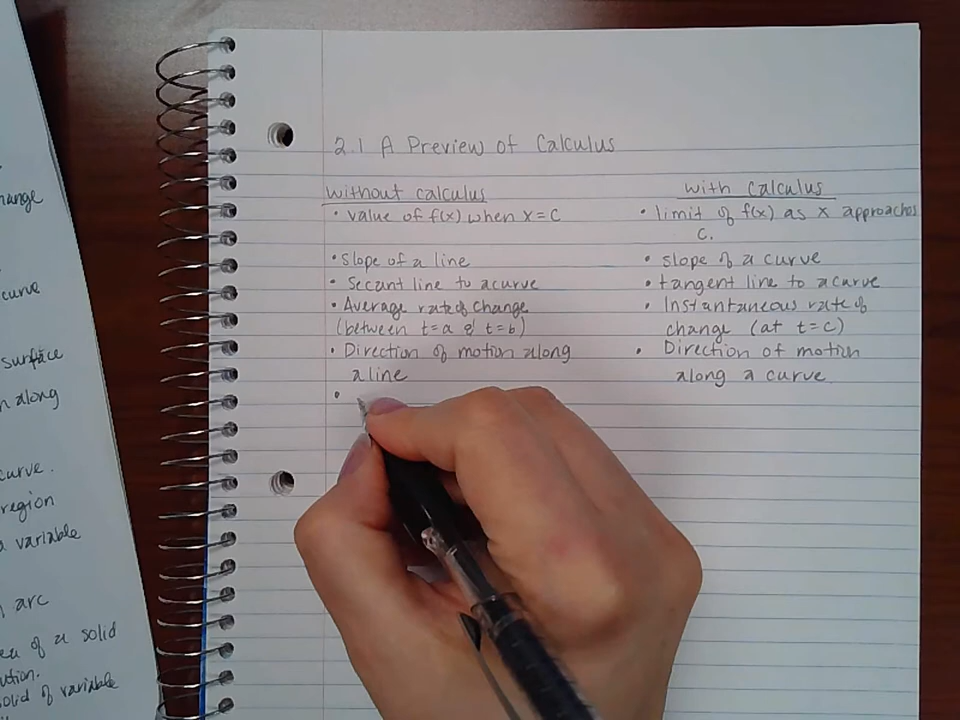 2.1 A Preview of Calculus
without calculus
• value of f(x) when x = c
• Slope of a line
• Secant line to a curve
• Average rate of change
(between t=a & t=b)
• Direction of motion along
a line
•
with calculus
• limit of f(x) as x approaches
c.
• slope of a curve
• tangent line to a curve
• Instantaneous rate of
change (at t=c)
• Direction of motion
along a curve
curve
surface
along
curve.
region
a variable
arc
of a solid
of variable